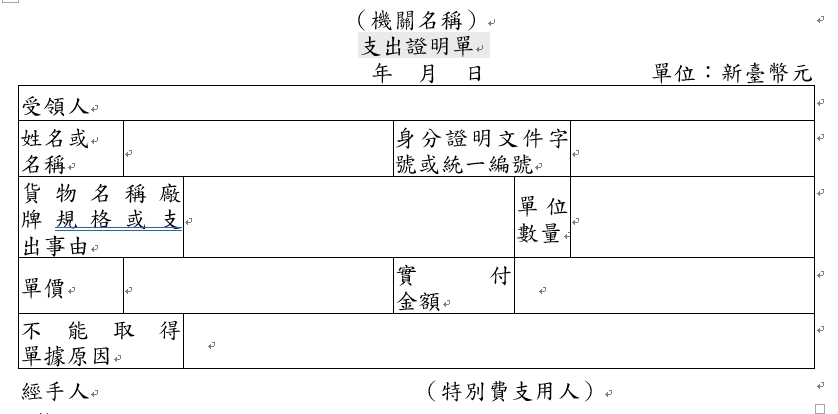 （機關名稱）
支出證明單
年 月 日 單位：新臺幣元
受領人
姓名或
名稱
身分證明文件字
號或統一編號
貨物名稱廠
牌規格或支
出事由
單位
數量
單價
實付
金額
不能取得
單據原因
經手人 （特別費支用人）